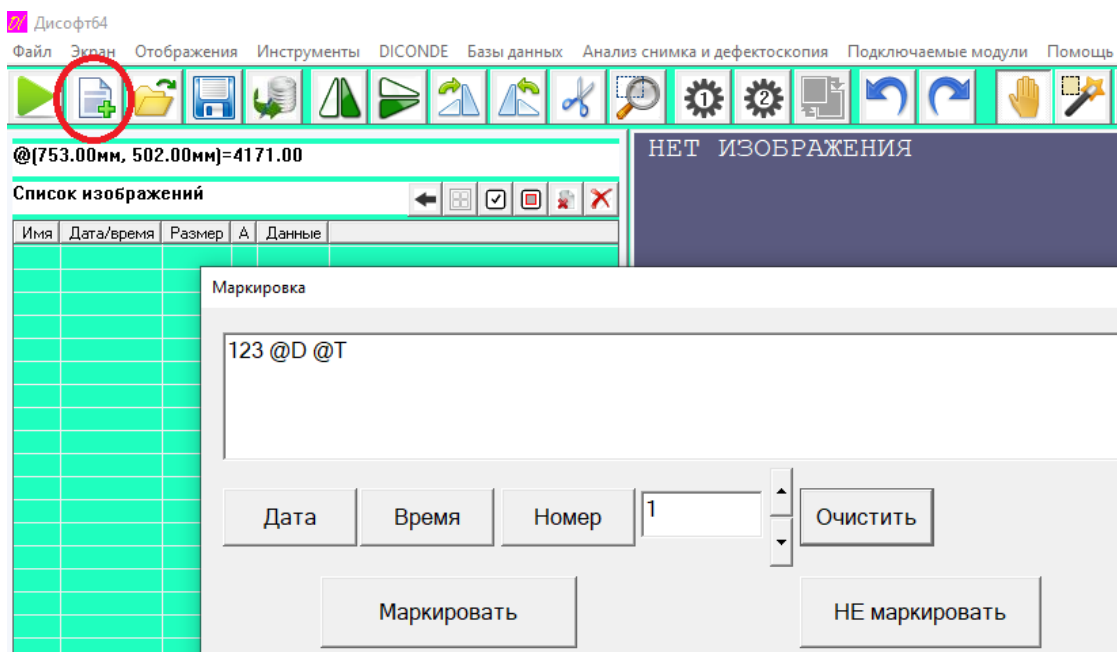 Дисофт64
Файл Экран Отображения Инструменты DICONDE Базы данных Анализ снимка и дефектоскопия Подключаемые модули Помощь
1 2
@(753.00мм, 502.00мм)=4171.00
НЕТ ИЗОБРАЖЕНИЯ
Список изображений
Имя Дата/время Размер А Данные
Маркировка
123 @D @T
Дата Время Номер 1 Очистить
Маркировать НЕ маркировать